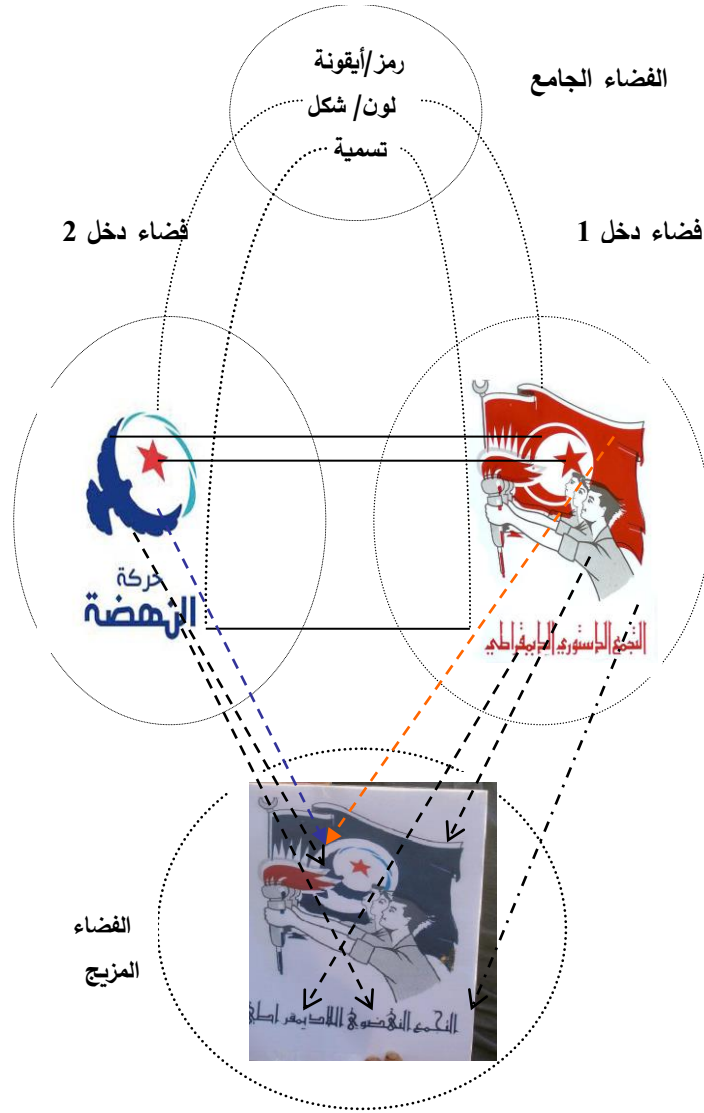 رمز/أيقونة
لون/ شكل
تسمية
الفضاء الجامع
فضاء دخل 1
فضاء دخل 2
حركة
النهضة
التجمع الدستوري الديمقراطي
الفضاء
المزيج
التجمع النهضوي اللاديمقراطي